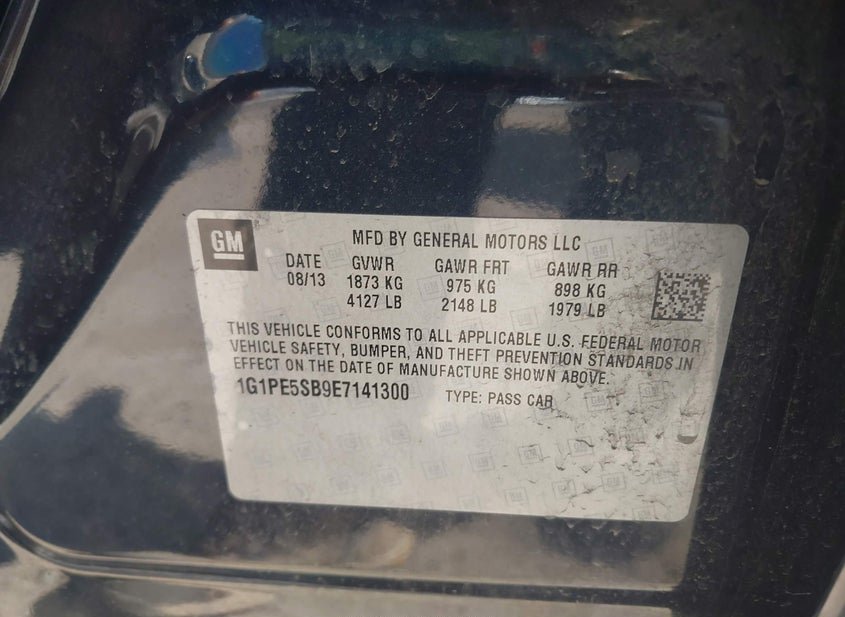 GM
MFD BY GENERAL MOTORS LLC
DATE GVWR GAWR FRT GAWR RR
08/13 1873 KG 975 KG 898 KG
4127 LB 2148 LB 1979 LB
THIS VEHICLE CONFORMS TO ALL APPLICABLE U.S. FEDERAL MOTOR
VEHICLE SAFETY, BUMPER, AND THEFT PREVENTION STANDARDS IN
EFFECT ON THE DATE OF MANUFACTURE SHOWN ABOVE.
1G1PE5SB9E7141300 TYPE: PASS CAR